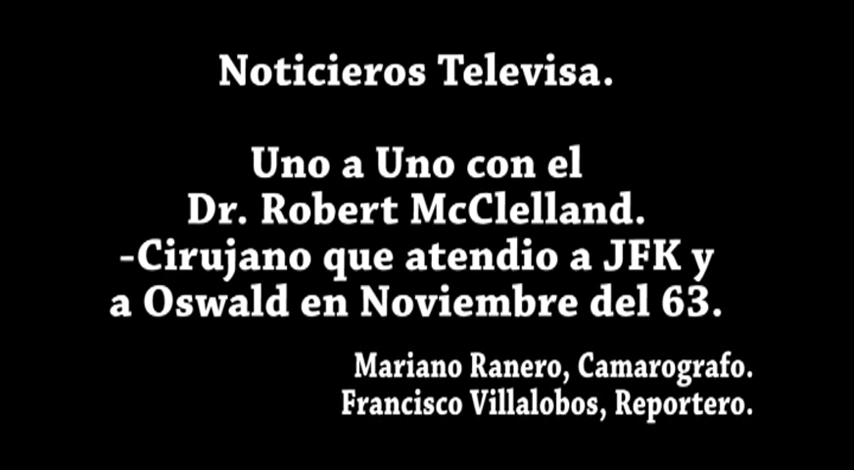 Noticieros Televisa.
Uno a Uno con el
Dr. Robert McClelland.
-Cirujano que atendio a JFK y
a Oswald en Noviembre del 63.
Mariano Ranero, Camarografo.
Francisco Villalobos, Reportero.